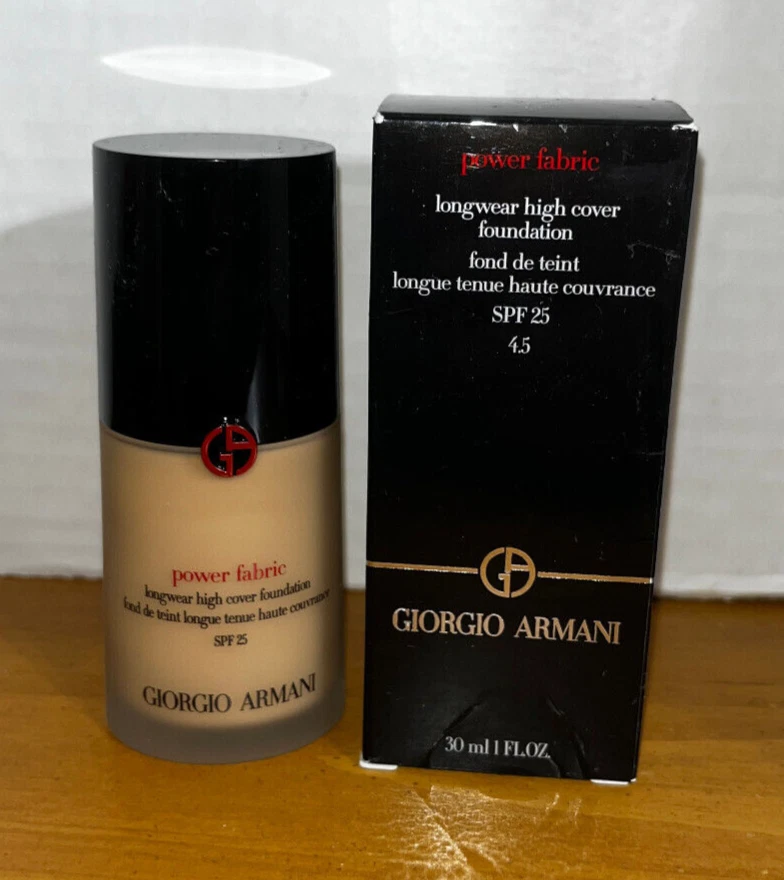 power fabric
longwear high cover foundation
fond de teint longue tenue haute couvrance
SPF 25
GIORGIO ARMANI
power fabric
longwear high cover
foundation
fond de teint
longue tenue haute couvrance
SPF 25
4.5
GIORGIO ARMANI
30 ml 1 FL.OZ.